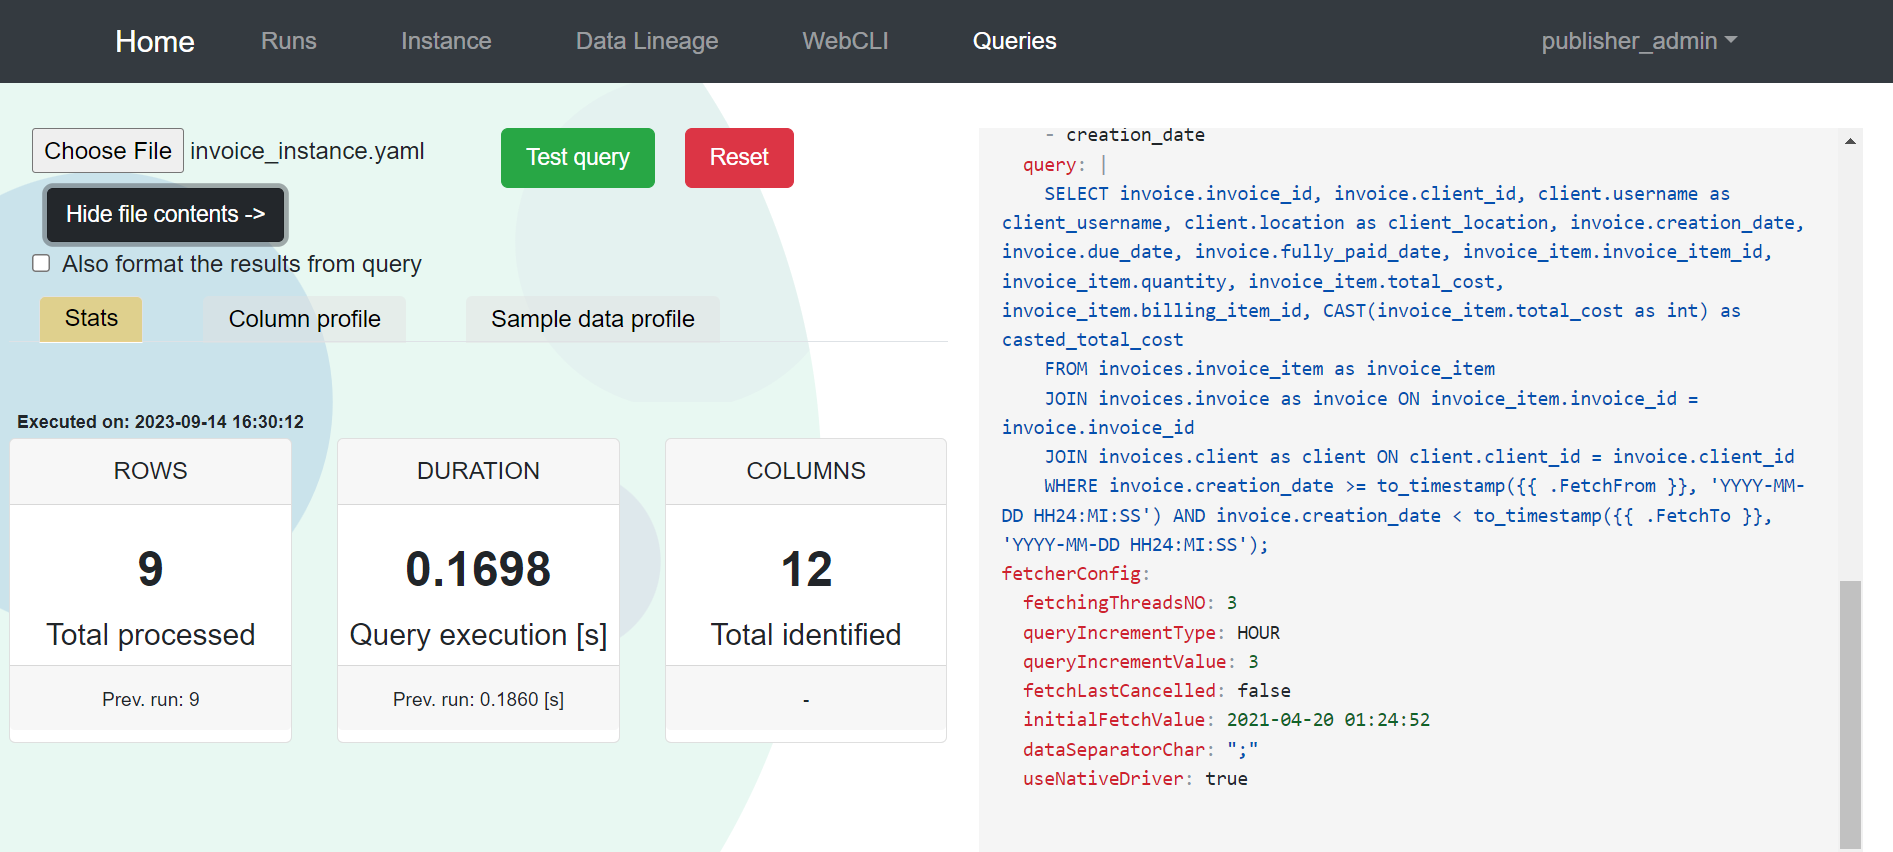 Home Runs Instance Data Lineage WebCLI Queries publisher_admin
Choose File invoice_instance.yaml
Test query
Reset
Hide file contents ->
Also format the results from query
Stats Column profile Sample data profile
Executed on: 2023-09-14 16:30:12
ROWS
9
Total processed
Prev. run: 9
DURATION
0.1698
Query execution [s]
Prev. run: 0.1860 [s]
COLUMNS
12
Total identified
-
- creation_date
query: |
SELECT invoice.invoice_id, invoice.client_id, client.username as
client_username, client.location as client_location, invoice.creation_date,
invoice.due_date, invoice.fully_paid_date, invoice_item.invoice_item_id,
invoice_item.quantity, invoice_item.total_cost,
invoice_item.billing_item_id, CAST(invoice_item.total_cost as int) as
casted_total_cost
FROM invoices.invoice_item as invoice_item
JOIN invoices.invoice as invoice ON invoice_item.invoice_id =
invoice.invoice_id
JOIN invoices.client as client ON client.client_id = invoice.client_id
WHERE invoice.creation_date >= to_timestamp({{ .FetchFrom }}, 'YYYY-MM-
DD HH24:MI:SS') AND invoice.creation_date < to_timestamp({{ .FetchTo }},
'YYYY-MM-DD HH24:MI:SS');
fetcherConfig:
fetchingThreadsNO: 3
queryIncrementType: HOUR
queryIncrementValue: 3
fetchLastCancelled: false
initialFetchValue: 2021-04-20 01:24:52
dataSeparatorChar: ";"
useNativeDriver: true